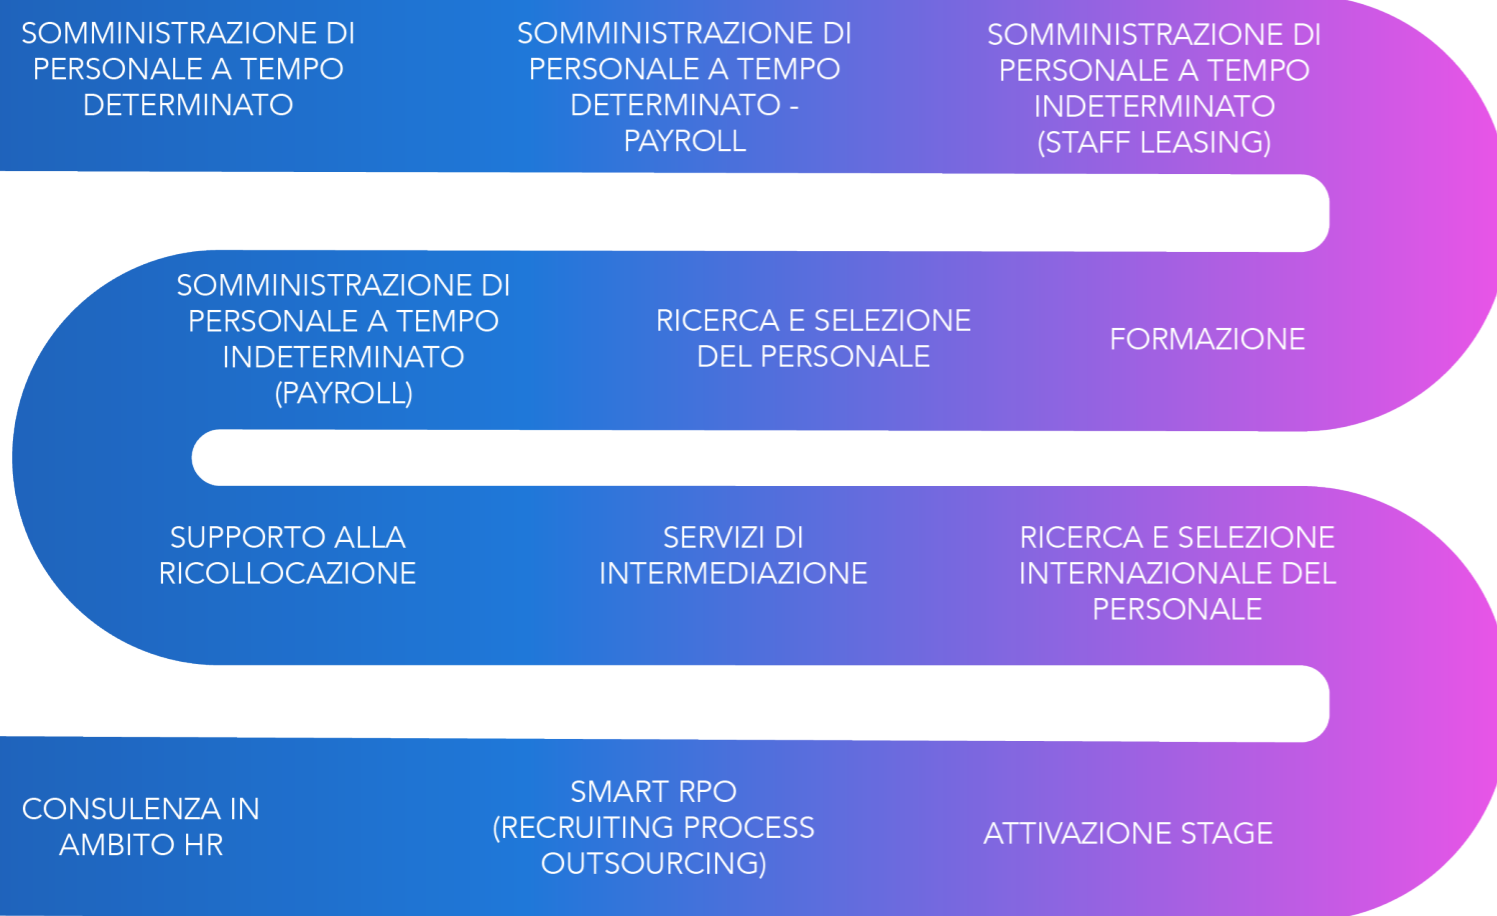 SOMMINISTRAZIONE DI
PERSONALE A TEMPO
DETERMINATO
SOMMINISTRAZIONE DI
PERSONALE A TEMPO
DETERMINATO -
PAYROLL
SOMMINISTRAZIONE DI
PERSONALE A TEMPO
INDETERMINATO
(STAFF LEASING)
SOMMINISTRAZIONE DI
PERSONALE A TEMPO
INDETERMINATO
(PAYROLL)
RICERCA E SELEZIONE
DEL PERSONALE
FORMAZIONE
SUPPORTO ALLA
RICOLLOCAZIONE
SERVIZI DI
INTERMEDIAZIONE
RICERCA E SELEZIONE
INTERNAZIONALE DEL
PERSONALE
CONSULENZA IN
AMBITO HR
SMART RPO
(RECRUITING PROCESS
OUTSOURCING)
ATTIVAZIONE STAGE